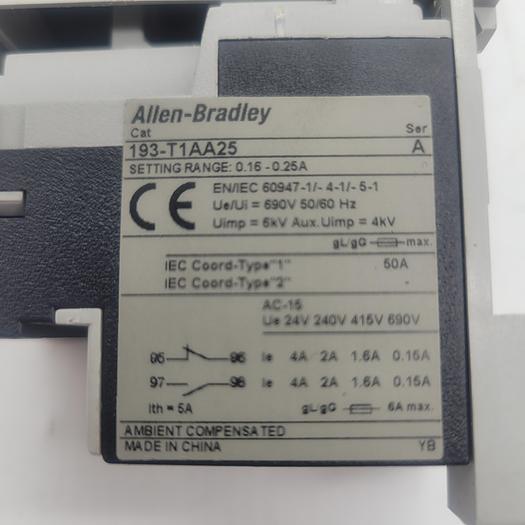 Allen-Bradley
Cat Ser
193-T1AA25 A
SETTING RANGE: 0.16 - 0.25A
CE EN/IEC 60947-1/- 4-1/- 5-1
Ue/Ui = 690V 50/60 Hz
Uimp = 6kV Aux.Uimp = 4kV
gL/gG max.
IEC Coord-Type"1" 50A
IEC Coord-Type"2"
AC-15
Ue 24V 240V 415V 690V
95 96 Ie 4A 2A 1.6A 0.15A
97 98 Ie 4A 2A 1.6A 0.15A
Ith = 5A gL/gG 6A max.
AMBIENT COMPENSATED
MADE IN CHINA YB